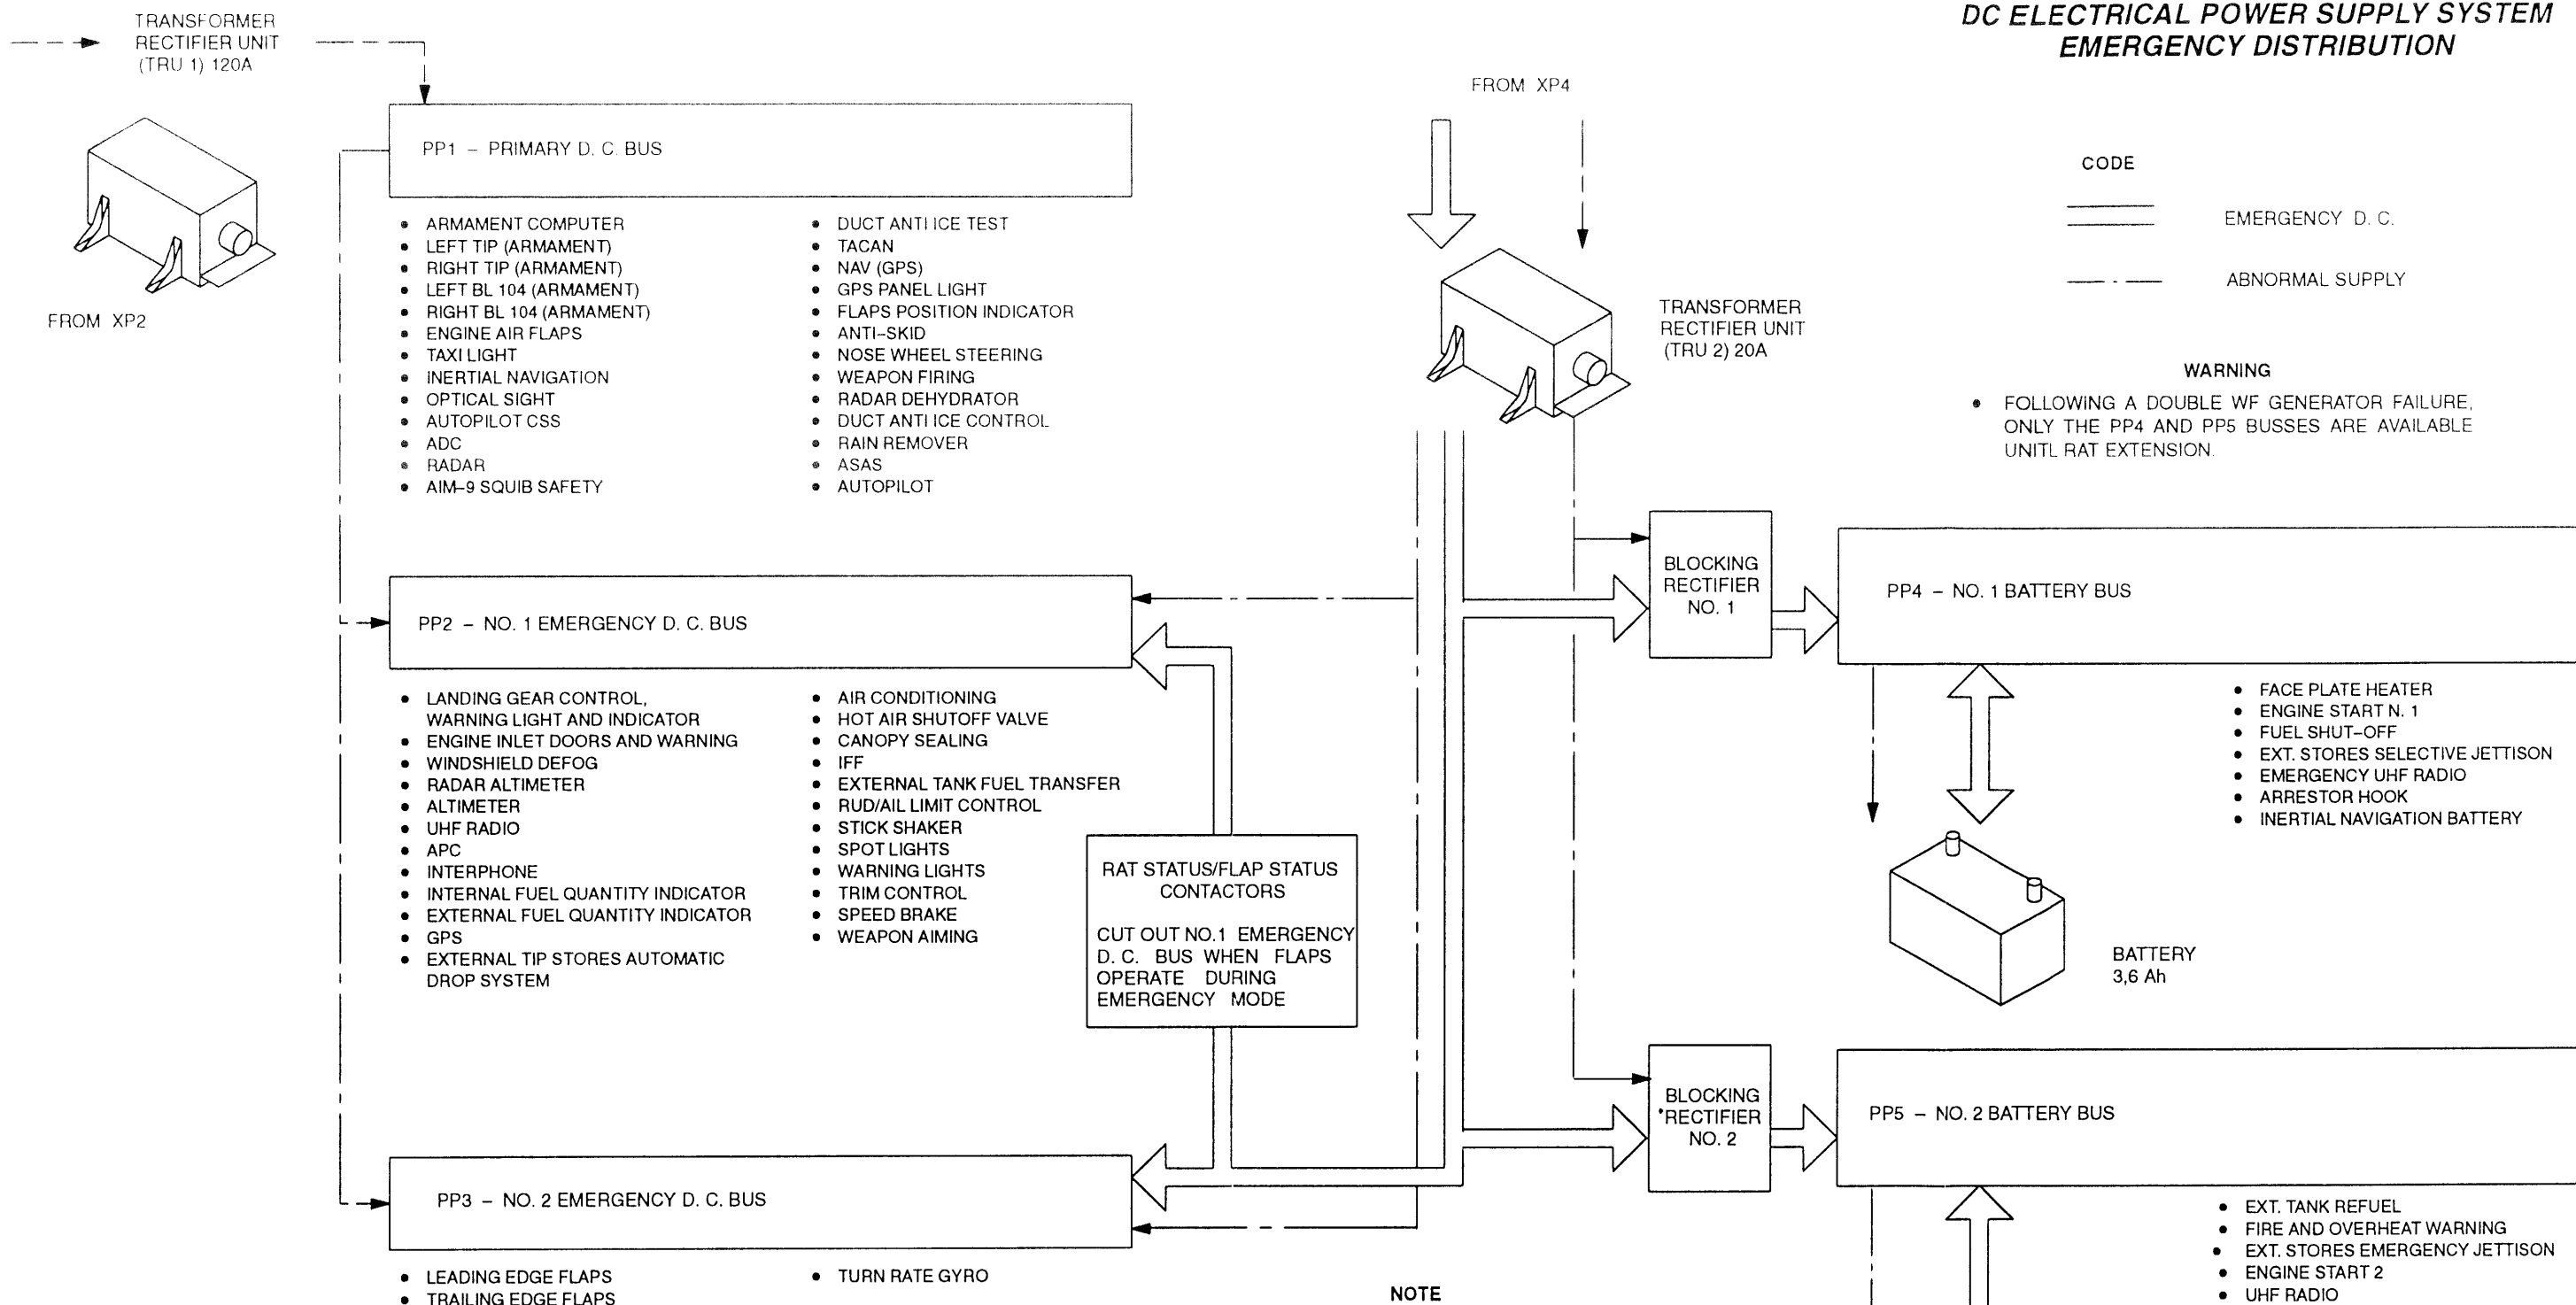 DC ELECTRICAL POWER SUPPLY SYSTEM
EMERGENCY DISTRIBUTION
TRANSFORMER
RECTIFIER UNIT
(TRU 1) 120A
FROM XP2
PP1 – PRIMARY D. C. BUS
• ARMAMENT COMPUTER
• LEFT TIP (ARMAMENT)
• RIGHT TIP (ARMAMENT)
• LEFT BL 104 (ARMAMENT)
• RIGHT BL 104 (ARMAMENT)
• ENGINE AIR FLAPS
• TAXI LIGHT
• INERTIAL NAVIGATION
• OPTICAL SIGHT
• AUTOPILOT CSS
• ADC
• RADAR
• AIM–9 SQUIB SAFETY
• DUCT ANTI ICE TEST
• TACAN
• NAV (GPS)
• GPS PANEL LIGHT
• FLAPS POSITION INDICATOR
• ANTI–SKID
• NOSE WHEEL STEERING
• WEAPON FIRING
• RADAR DEHYDRATOR
• DUCT ANTI ICE CONTROL
• RAIN REMOVER
• ASAS
• AUTOPILOT
PP2 – NO. 1 EMERGENCY D. C. BUS
• LANDING GEAR CONTROL,
WARNING LIGHT AND INDICATOR
• ENGINE INLET DOORS AND WARNING
• WINDSHIELD DEFOG
• RADAR ALTIMETER
• ALTIMETER
• UHF RADIO
• APC
• INTERPHONE
• INTERNAL FUEL QUANTITY INDICATOR
• EXTERNAL FUEL QUANTITY INDICATOR
• GPS
• EXTERNAL TIP STORES AUTOMATIC
DROP SYSTEM
• AIR CONDITIONING
• HOT AIR SHUTOFF VALVE
• CANOPY SEALING
• IFF
• EXTERNAL TANK FUEL TRANSFER
• RUD/AIL LIMIT CONTROL
• STICK SHAKER
• SPOT LIGHTS
• WARNING LIGHTS
• TRIM CONTROL
• SPEED BRAKE
• WEAPON AIMING
RAT STATUS/FLAP STATUS
CONTACTORS
CUT OUT NO.1 EMERGENCY
D. C. BUS WHEN FLAPS
OPERATE DURING
EMERGENCY MODE
PP3 – NO. 2 EMERGENCY D. C. BUS
• LEADING EDGE FLAPS
• TRAILING EDGE FLAPS
• TURN RATE GYRO
FROM XP4
TRANSFORMER
RECTIFIER UNIT
(TRU 2) 20A
CODE
EMERGENCY D. C.
ABNORMAL SUPPLY
WARNING
• FOLLOWING A DOUBLE WF GENERATOR FAILURE,
ONLY THE PP4 AND PP5 BUSSES ARE AVAILABLE
UNITL RAT EXTENSION.
BLOCKING
RECTIFIER
NO. 1
PP4 – NO. 1 BATTERY BUS
• FACE PLATE HEATER
• ENGINE START N. 1
• FUEL SHUT–OFF
• EXT. STORES SELECTIVE JETTISON
• EMERGENCY UHF RADIO
• ARRESTOR HOOK
• INERTIAL NAVIGATION BATTERY
BATTERY
3,6 Ah
BLOCKING
RECTIFIER
NO. 2
PP5 – NO. 2 BATTERY BUS
• EXT. TANK REFUEL
• FIRE AND OVERHEAT WARNING
• EXT. STORES EMERGENCY JETTISON
• ENGINE START 2
• UHF RADIO
NOTE